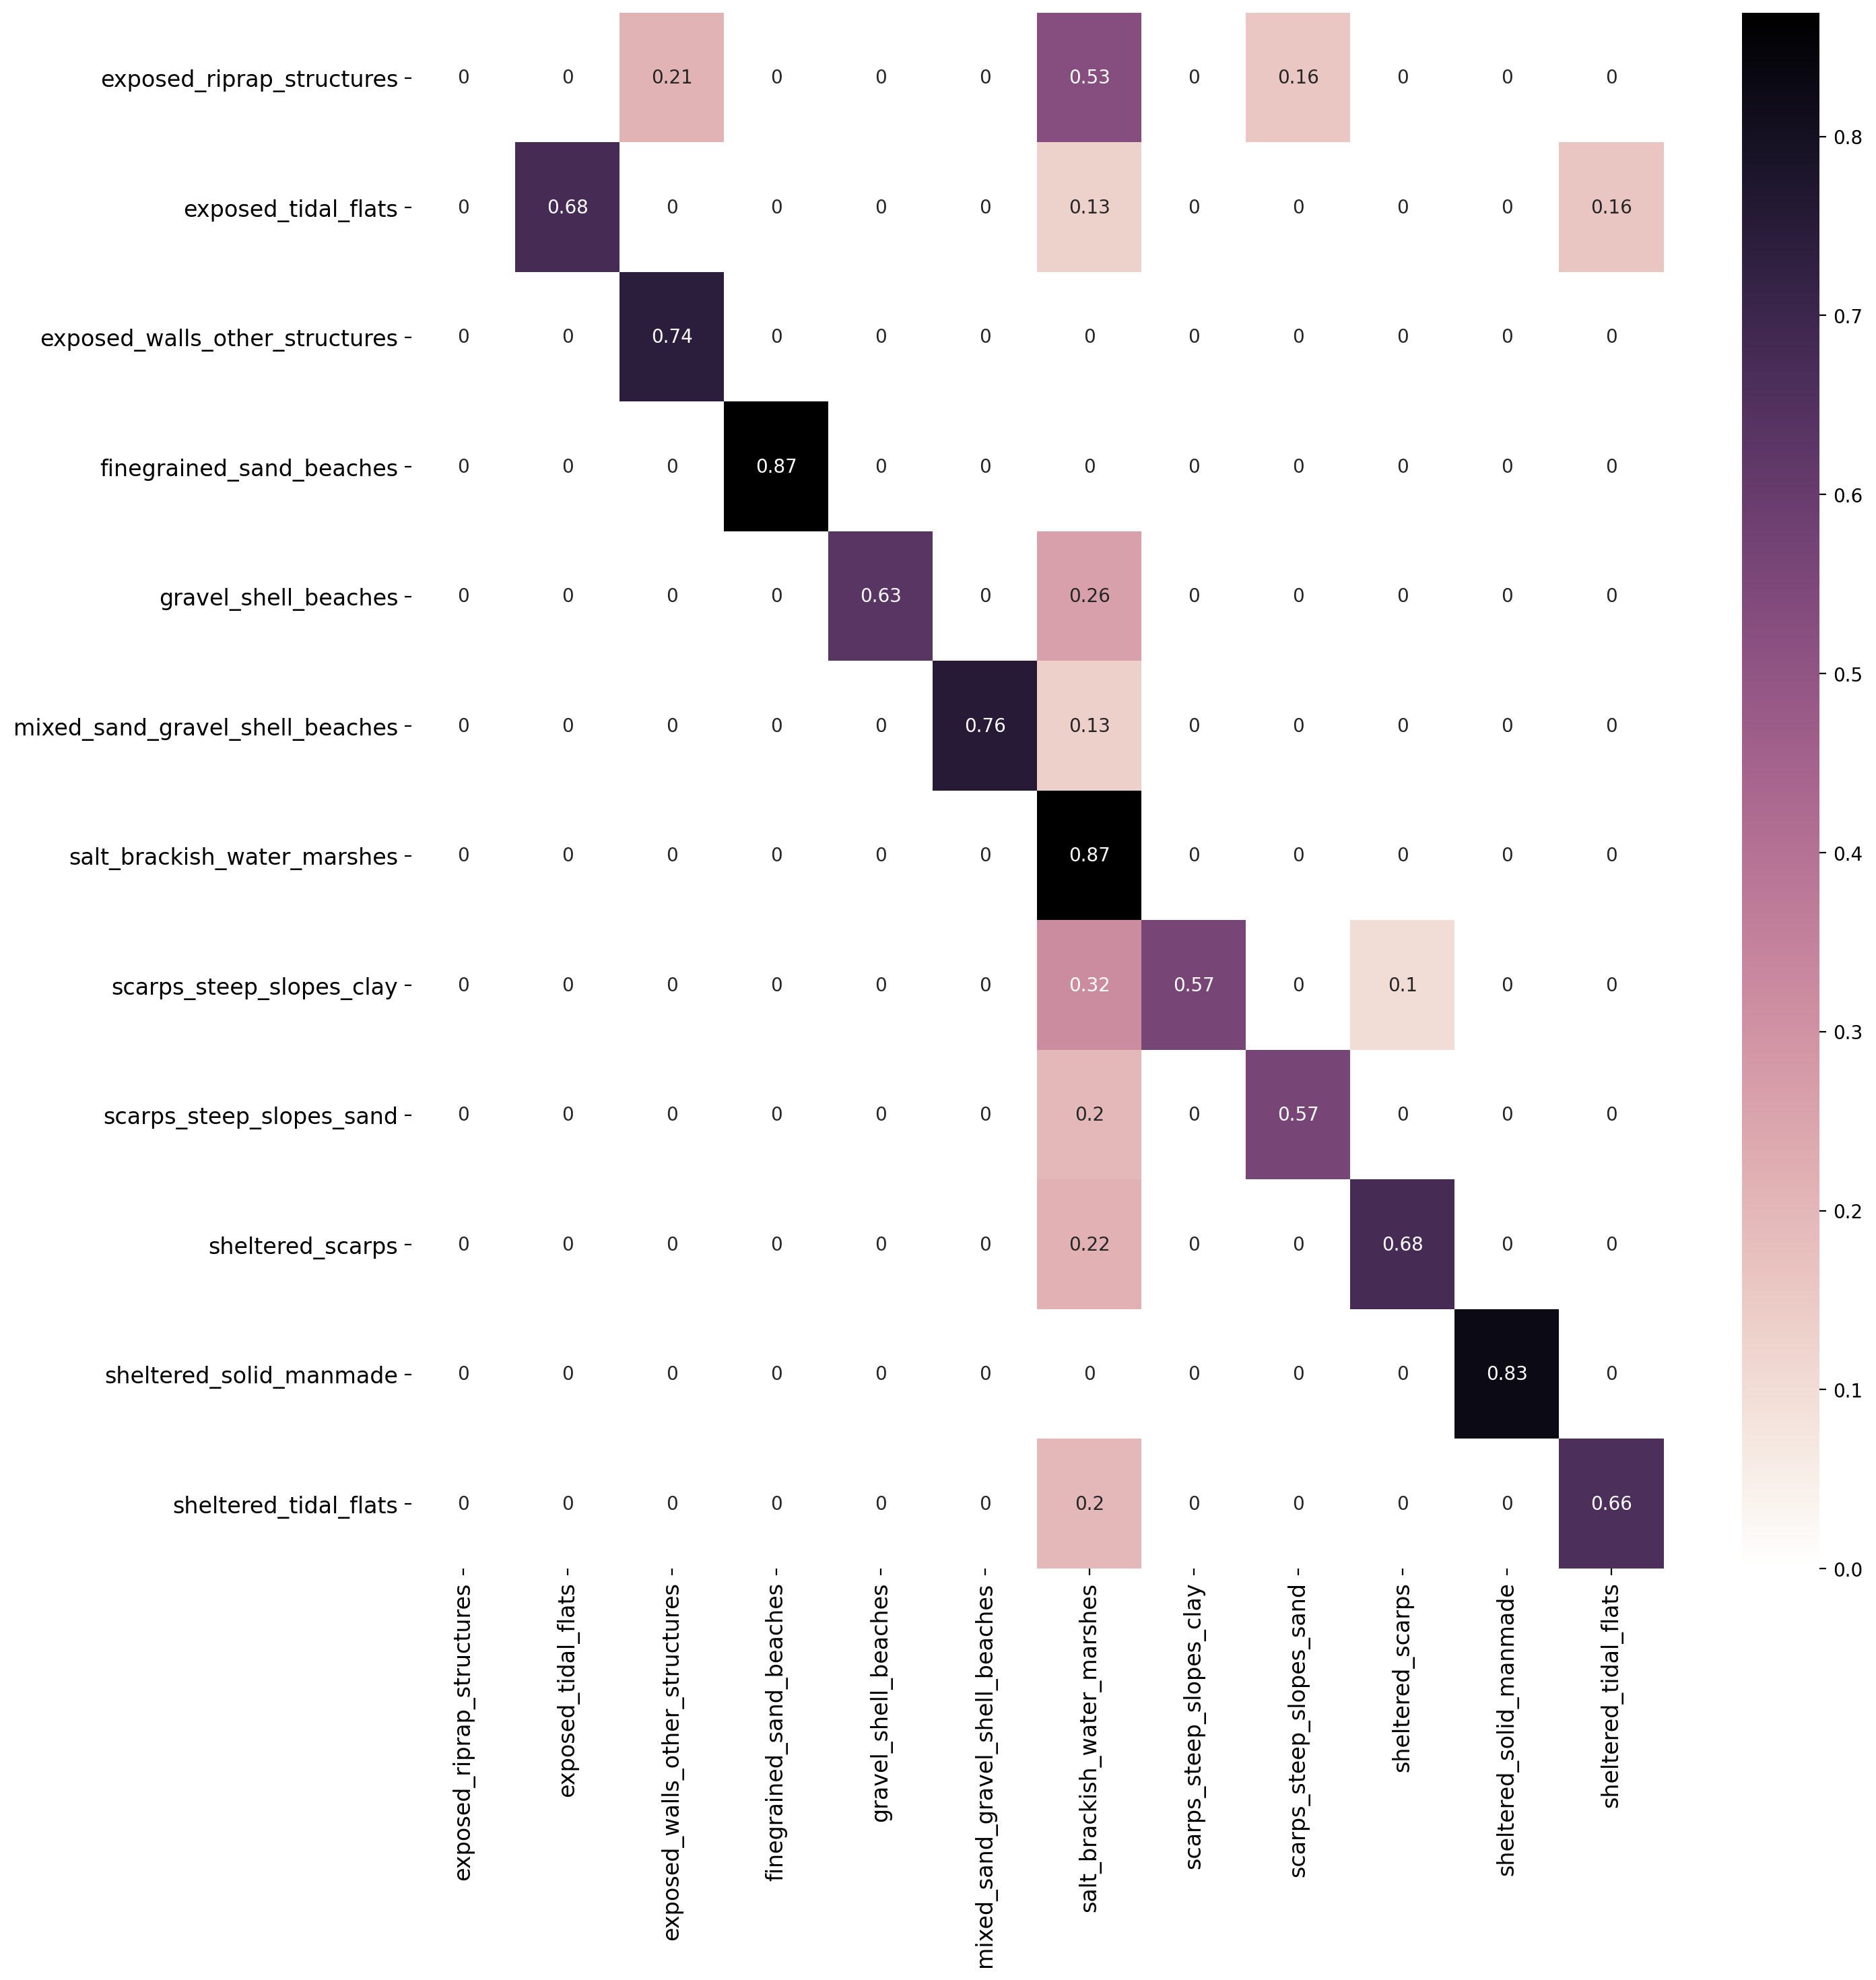 exposed_riprap_structures 0 0 0.21 0 0 0 0.53 0 0.16 0 0 0
exposed_tidal_flats 0 0.68 0 0 0 0 0.13 0 0 0 0 0.16
exposed_walls_other_structures 0 0 0.74 0 0 0 0 0 0 0 0 0
finegrained_sand_beaches 0 0 0 0.87 0 0 0 0 0 0 0 0
gravel_shell_beaches 0 0 0 0 0.63 0 0.26 0 0 0 0 0
mixed_sand_gravel_shell_beaches 0 0 0 0 0 0.76 0.13 0 0 0 0 0
salt_brackish_water_marshes 0 0 0 0 0 0 0.87 0 0 0 0 0
scarps_steep_slopes_clay 0 0 0 0 0 0 0.32 0.57 0 0.1 0 0
scarps_steep_slopes_sand 0 0 0 0 0 0 0.2 0 0.57 0 0 0
sheltered_scarps 0 0 0 0 0 0 0.22 0 0 0.68 0 0
sheltered_solid_manmade 0 0 0 0 0 0 0 0 0 0 0.83 0
sheltered_tidal_flats 0 0 0 0 0 0 0.2 0 0 0 0 0.66
exposed_riprap_structures
exposed_tidal_flats
exposed_walls_other_structures
finegrained_sand_beaches
gravel_shell_beaches
mixed_sand_gravel_shell_beaches
salt_brackish_water_marshes
scarps_steep_slopes_clay
scarps_steep_slopes_sand
sheltered_scarps
sheltered_solid_manmade
sheltered_tidal_flats
0.8
0.7
0.6
0.5
0.4
0.3
0.2
0.1
0.0